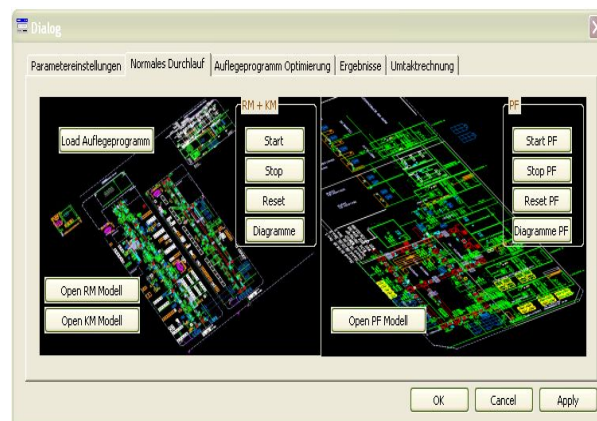 Dialog
Parametereinstellungen
Normales Durchlauf
Auflegeprogramm Optimierung
Ergebnisse
Umtaktrechnung
RM + KM
Load Auflegeprogramm
Start
Stop
Reset
Diagramme
Open RM Modell
Open KM Modell
PF
Start PF
Stop PF
Reset PF
Diagramme PF
Open PF Modell
OK
Cancel
Apply